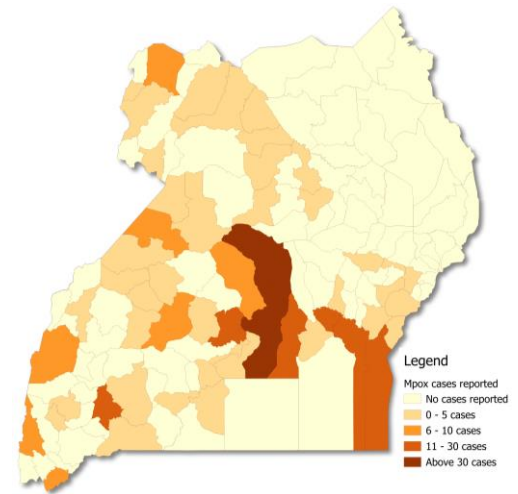 Legend
Mpox cases reported
No cases reported
0 - 5 cases
6 - 10 cases
11 - 30 cases
Above 30 cases